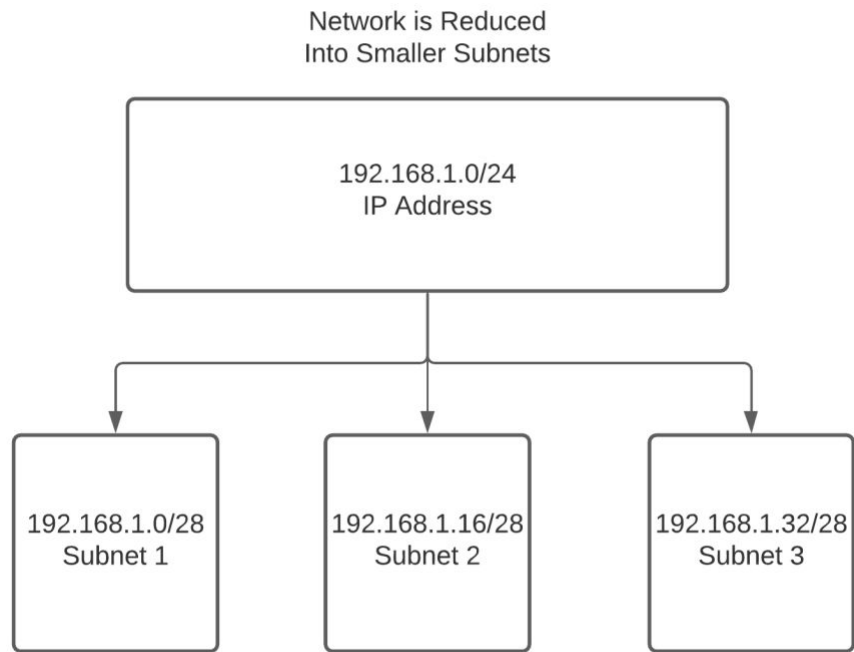 Network is Reduced
Into Smaller Subnets
192.168.1.0/24
IP Address
192.168.1.0/28
Subnet 1
192.168.1.16/28
Subnet 2
192.168.1.32/28
Subnet 3